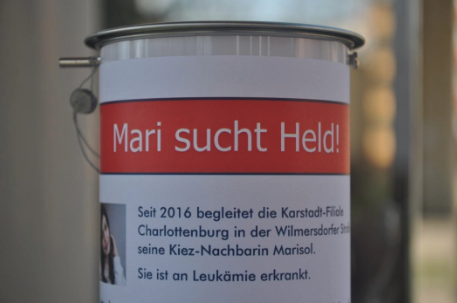 Mari sucht Held!
Seit 2016 begleitet die Karstadt-Filiale
Charlottenburg in der Wilmersdorfer
seine Kiez-Nachbarin Marisol.
Sie ist an Leukämie erkrankt.